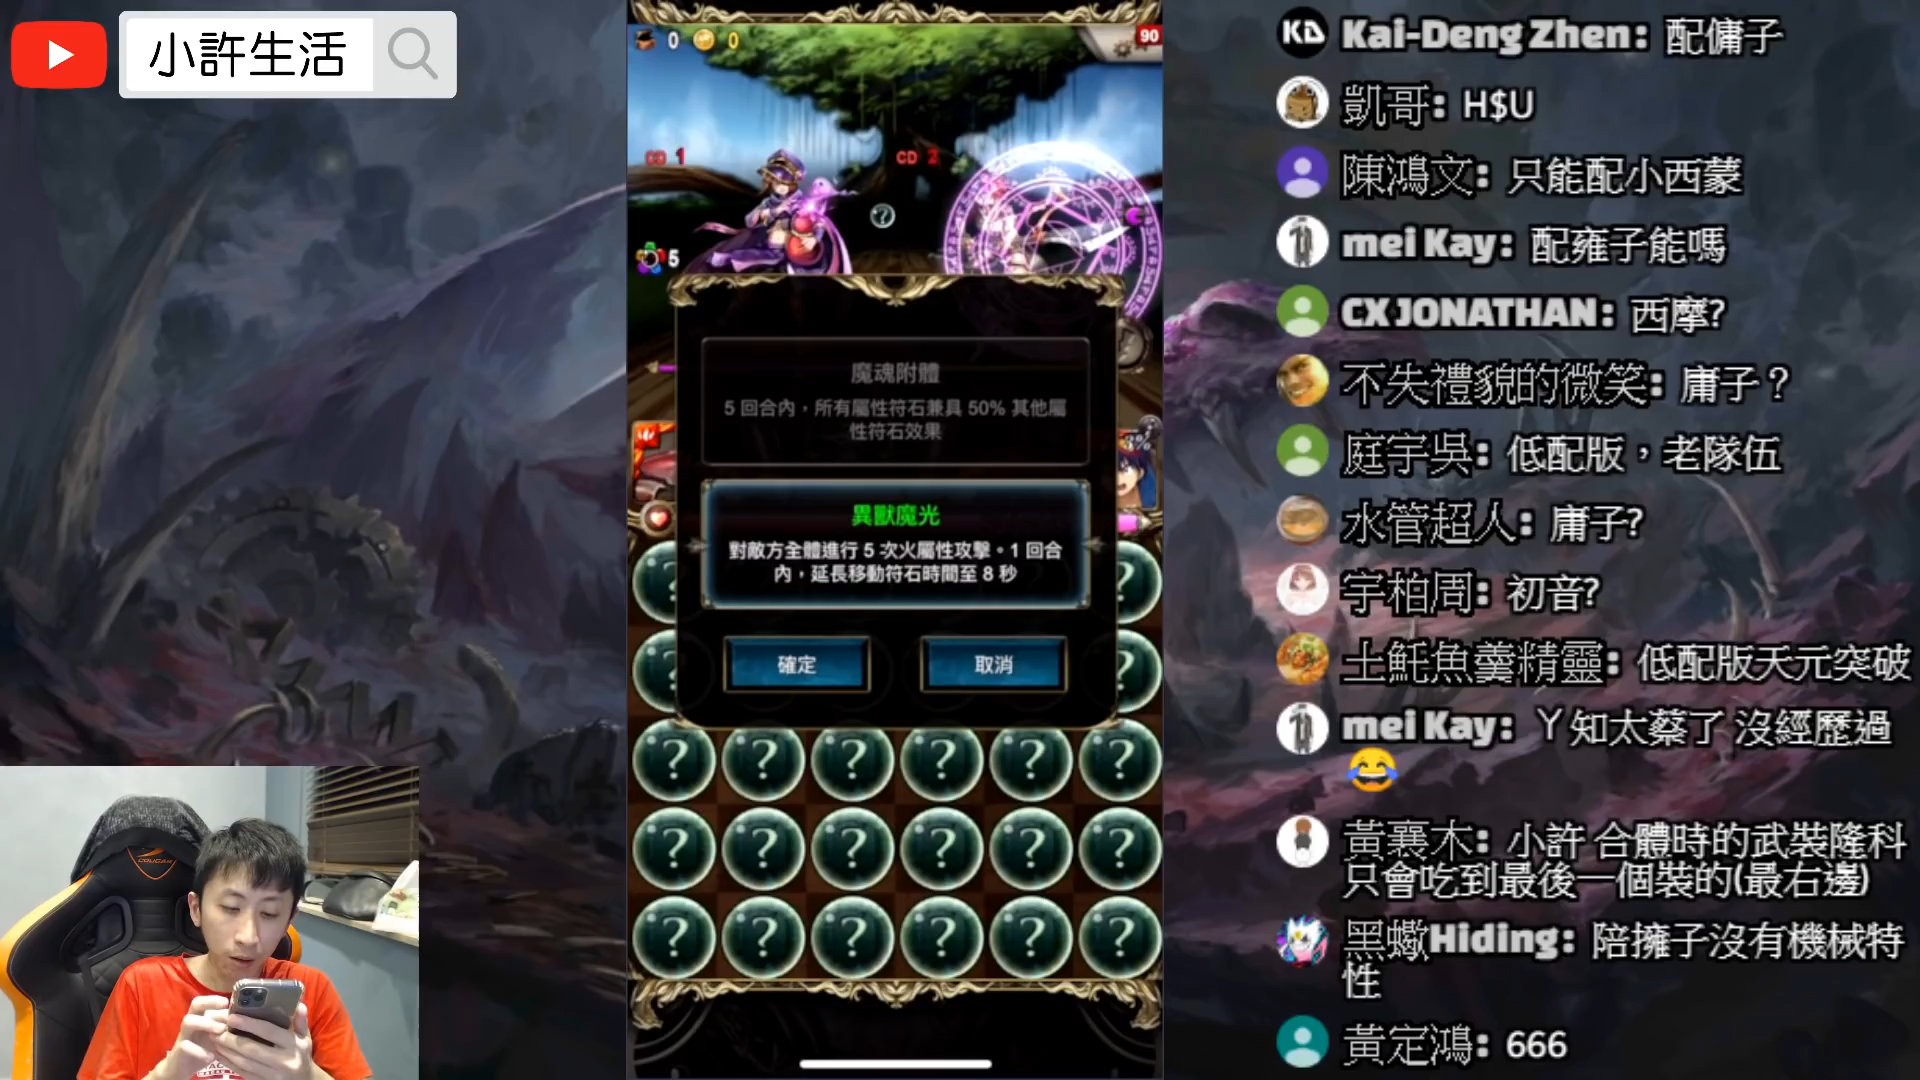 小許生活
0 0
90
CD 1
CD 2
5
魔魂附體
5 回合內，所有屬性符石兼具 50% 其他屬
性符石效果
異獸魔光
對敵方全體進行 5 次火屬性攻擊。1 回合
內，延長移動符石時間至 8 秒
確定
取消
COUGAR
KD
Kai-Deng Zhen: 配傭子
凱哥: H$U
陳鴻文: 只能配小西蒙
mei Kay: 配雍子能嗎
CX JONATHAN: 西摩?
不失禮貌的微笑: 庸子？
庭宇吳: 低配版，老隊伍
水管超人: 庸子?
宇柏周: 初音?
土魠魚羹精靈: 低配版天元突破
mei Kay: ㄚ知太蔡了 沒經歷過
😂
黃襄木: 小許 合體時的武裝隆科
只會吃到最後一個裝的(最右邊)
黑蠍Hiding: 陪擁子沒有機械特
性
黃定鴻: 666